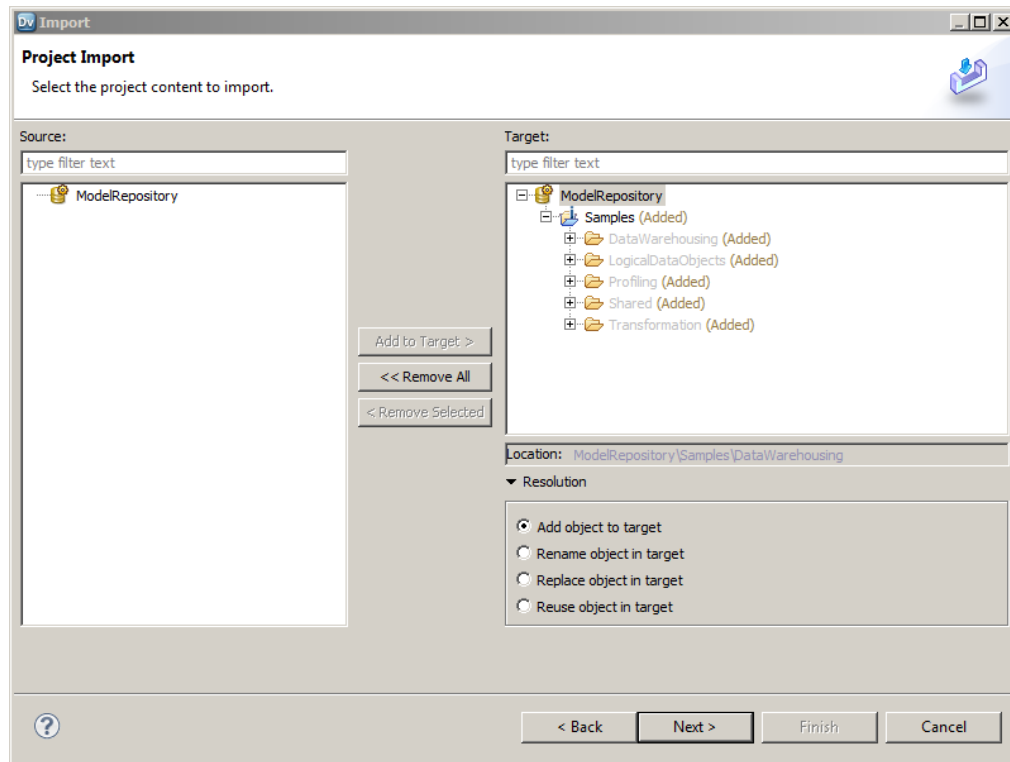 Dv Import
Project Import
Select the project content to import.
Source:
type filter text
ModelRepository
Add to Target >
<< Remove All
< Remove Selected
Target:
type filter text
ModelRepository
Samples (Added)
DataWarehousing (Added)
LogicalDataObjects (Added)
Profiling (Added)
Shared (Added)
Transformation (Added)
Location: ModelRepository\Samples\DataWarehousing
Resolution
Add object to target
Rename object in target
Replace object in target
Reuse object in target
?
< Back
Next >
Finish
Cancel